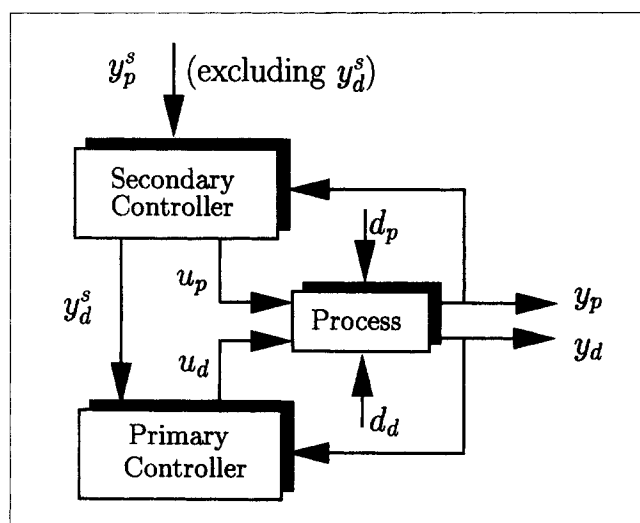 y_p^s (excluding y_d^s)
Secondary
Controller
d_p
u_p
y_d^s
y_p
Process
y_d
u_d
d_d
Primary
Controller